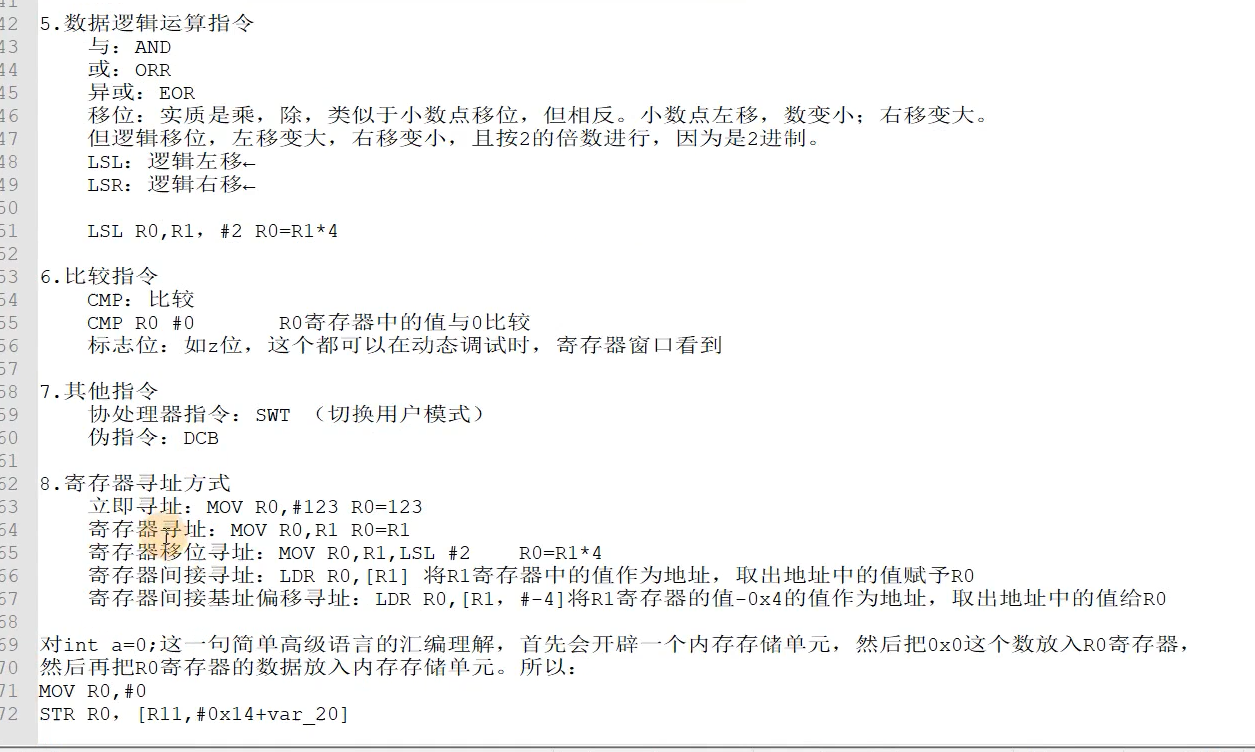 41
42 5.数据逻辑运算指令
43 与：AND
44 或：ORR
45 异或：EOR
46 移位：实质是乘，除，类似于小数点移位，但相反。小数点左移，数变小；右移变大。
47 但逻辑移位，左移变大，右移变小，且按2的倍数进行，因为是2进制。
48 LSL：逻辑左移←
49 LSR：逻辑右移←
50
51 LSL R0,R1，#2 R0=R1*4
52
53 6.比较指令
54 CMP：比较
55 CMP R0 #0 R0寄存器中的值与0比较
56 标志位：如z位，这个都可以在动态调试时，寄存器窗口看到
57
58 7.其他指令
59 协处理器指令：SWT （切换用户模式）
60 伪指令：DCB
61
62 8.寄存器寻址方式
63 立即寻址：MOV R0,#123 R0=123
64 寄存器寻址：MOV R0,R1 R0=R1
65 寄存器移位寻址：MOV R0,R1,LSL #2 R0=R1*4
66 寄存器间接寻址：LDR R0,[R1] 将R1寄存器中的值作为地址，取出地址中的值赋予R0
67 寄存器间接基址偏移寻址：LDR R0,[R1，#-4]将R1寄存器的值-0x4的值作为地址，取出地址中的值给R0
68
69 对int a=0;这一句简单高级语言的汇编理解，首先会开辟一个内存存储单元，然后把0x0这个数放入R0寄存器，
70 然后再把R0寄存器的数据放入内存存储单元。所以：
71 MOV R0,#0
72 STR R0，[R11,#0x14+var_20]